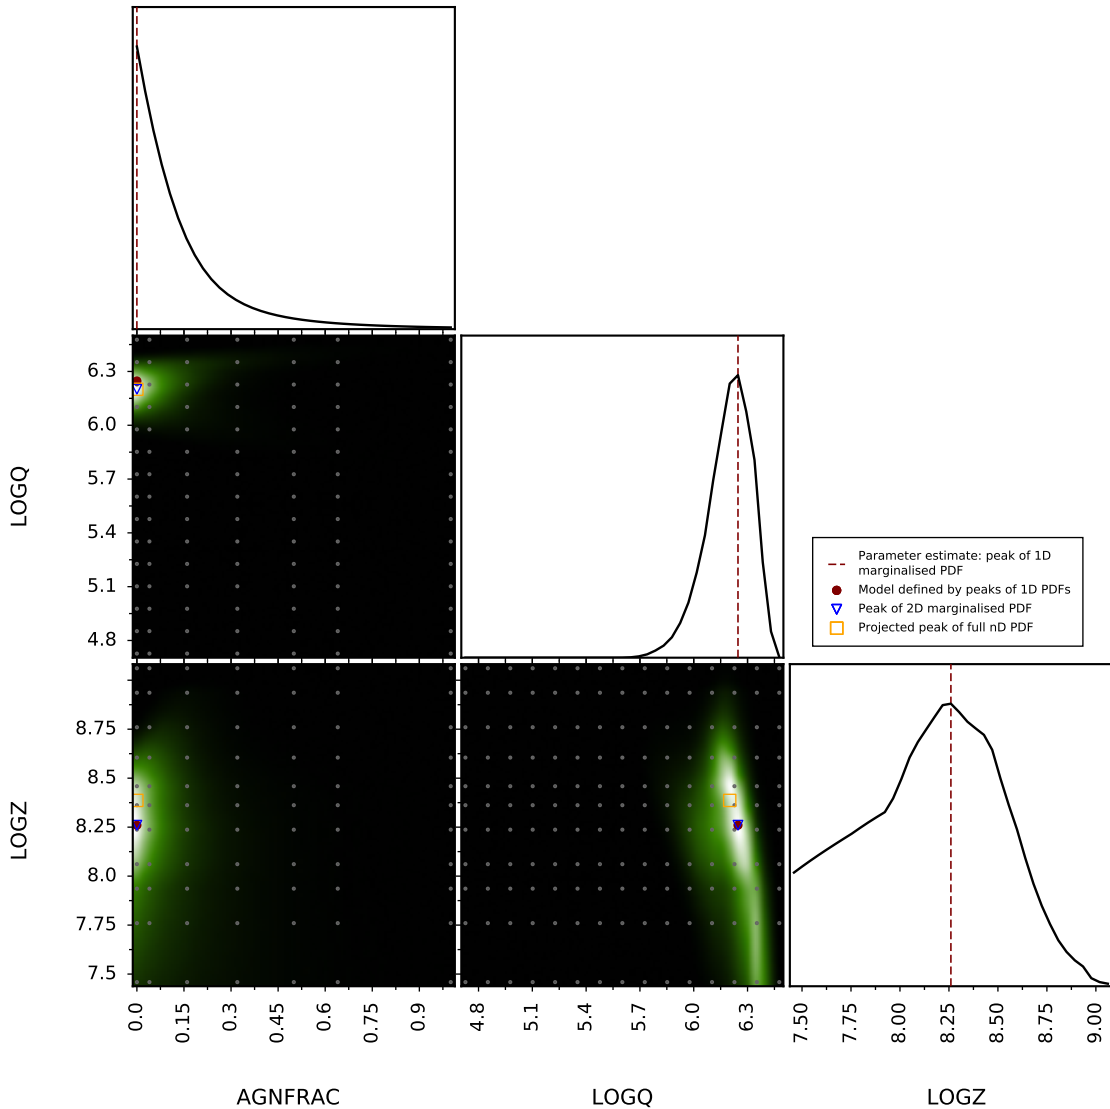 6.3
6.0
5.7
5.4
5.1
4.8
LOGQ
Parameter estimate: peak of 1D
marginalised PDF
Model defined by peaks of 1D PDFs
Peak of 2D marginalised PDF
Projected peak of full nD PDF
8.75
8.5
8.25
8.0
7.75
7.5
LOGZ
0.0 0.15 0.3 0.45 0.6 0.75 0.9
4.8 5.1 5.4 5.7 6.0 6.3
7.50 7.75 8.00 8.25 8.50 8.75 9.00
AGNFRAC LOGQ LOGZ